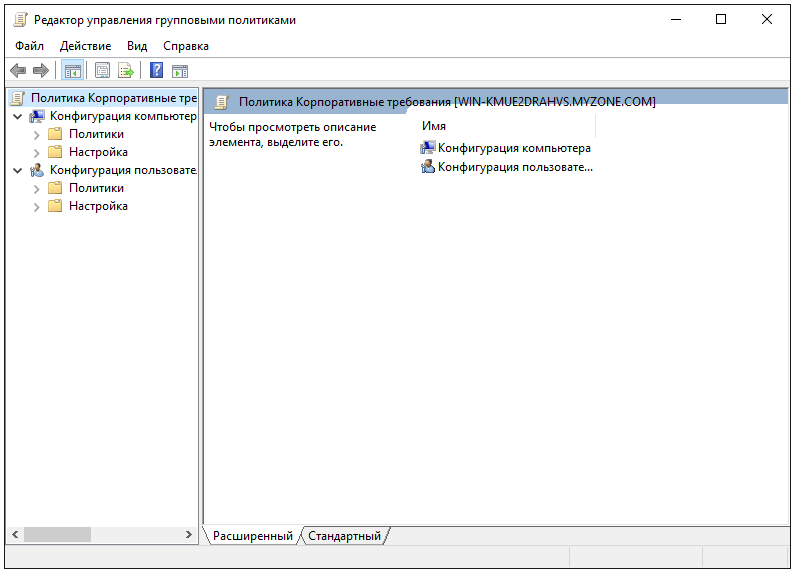 Редактор управления групповыми политиками
Файл Действие Вид Справка
Политика Корпоративные тре
Конфигурация компьютер
Политики
Настройка
Конфигурация пользовате
Политики
Настройка
Политика Корпоративные требования [WIN-KMUE2DRAHVS.MYZONE.COM]
Чтобы просмотреть описание
элемента, выделите его.
Имя
Конфигурация компьютера
Конфигурация пользовате...
Расширенный Стандартный